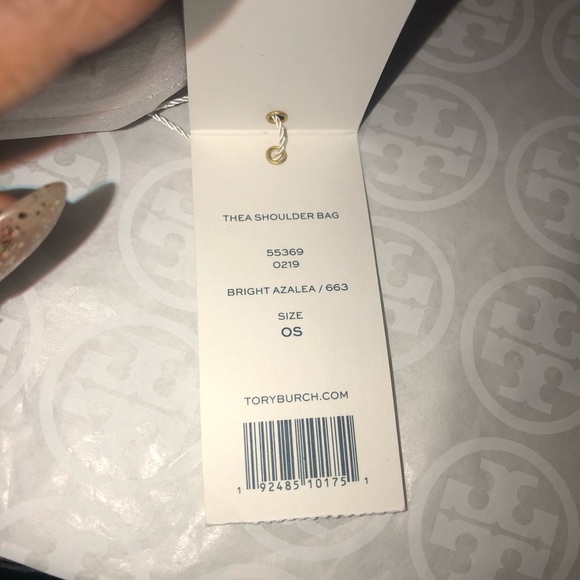 THEA SHOULDER BAG
55369
0219
BRIGHT AZALEA / 663
SIZE
OS
TORYBURCH.COM
1 92485 10175 1